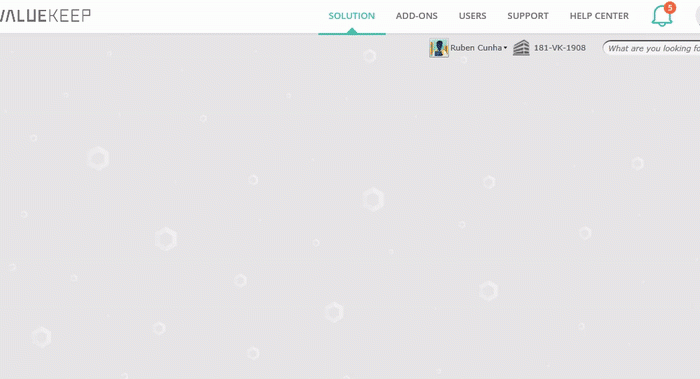 VALUEKEEP
SOLUTION ADD-ONS USERS SUPPORT HELP CENTER 5
Ruben Cunha 181-VK-1908 What are you looking fo